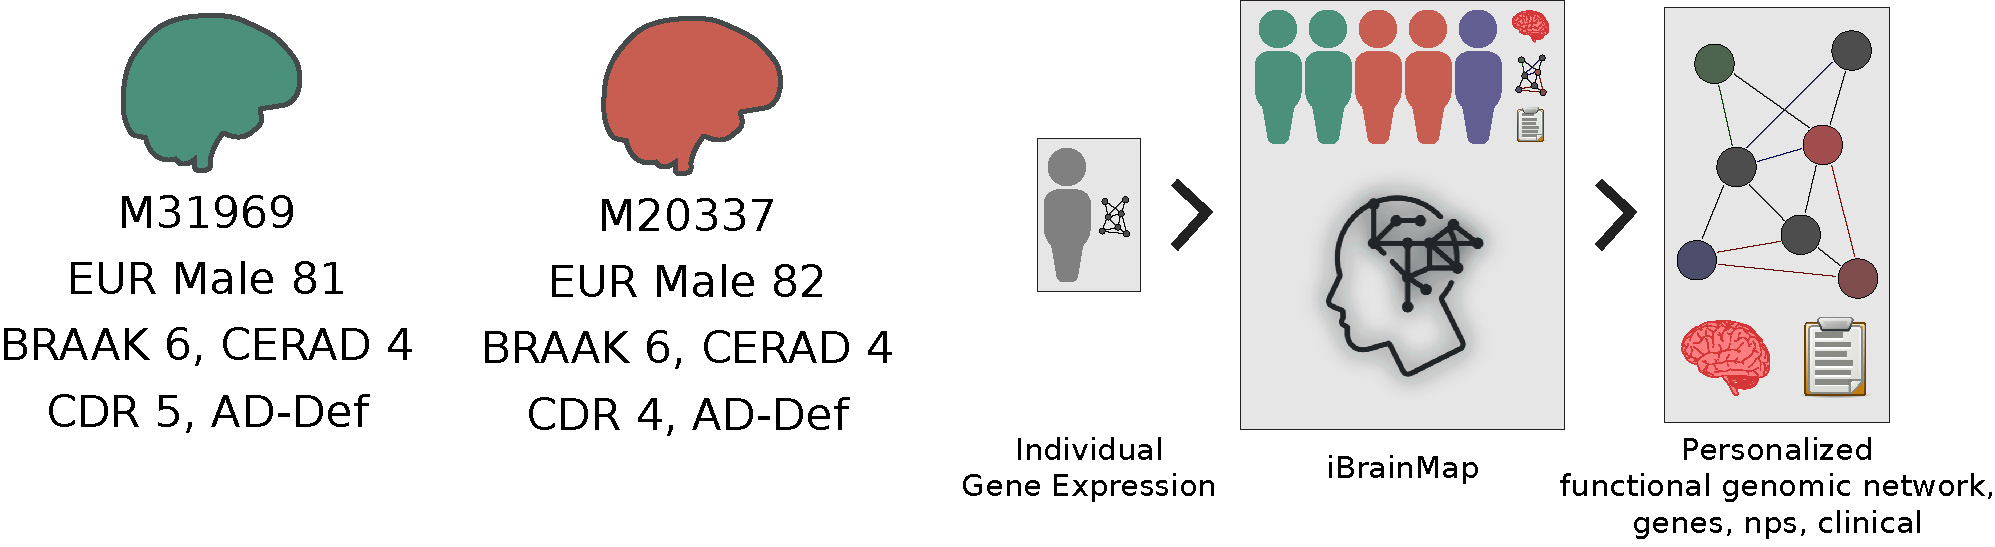 M31969
EUR Male 81
BRAAK 6, CERAD 4
CDR 5, AD-Def
M20337
EUR Male 82
BRAAK 6, CERAD 4
CDR 4, AD-Def
Individual
Gene Expression
iBrainMap
Personalized
functional genomic network,
genes, nps, clinical